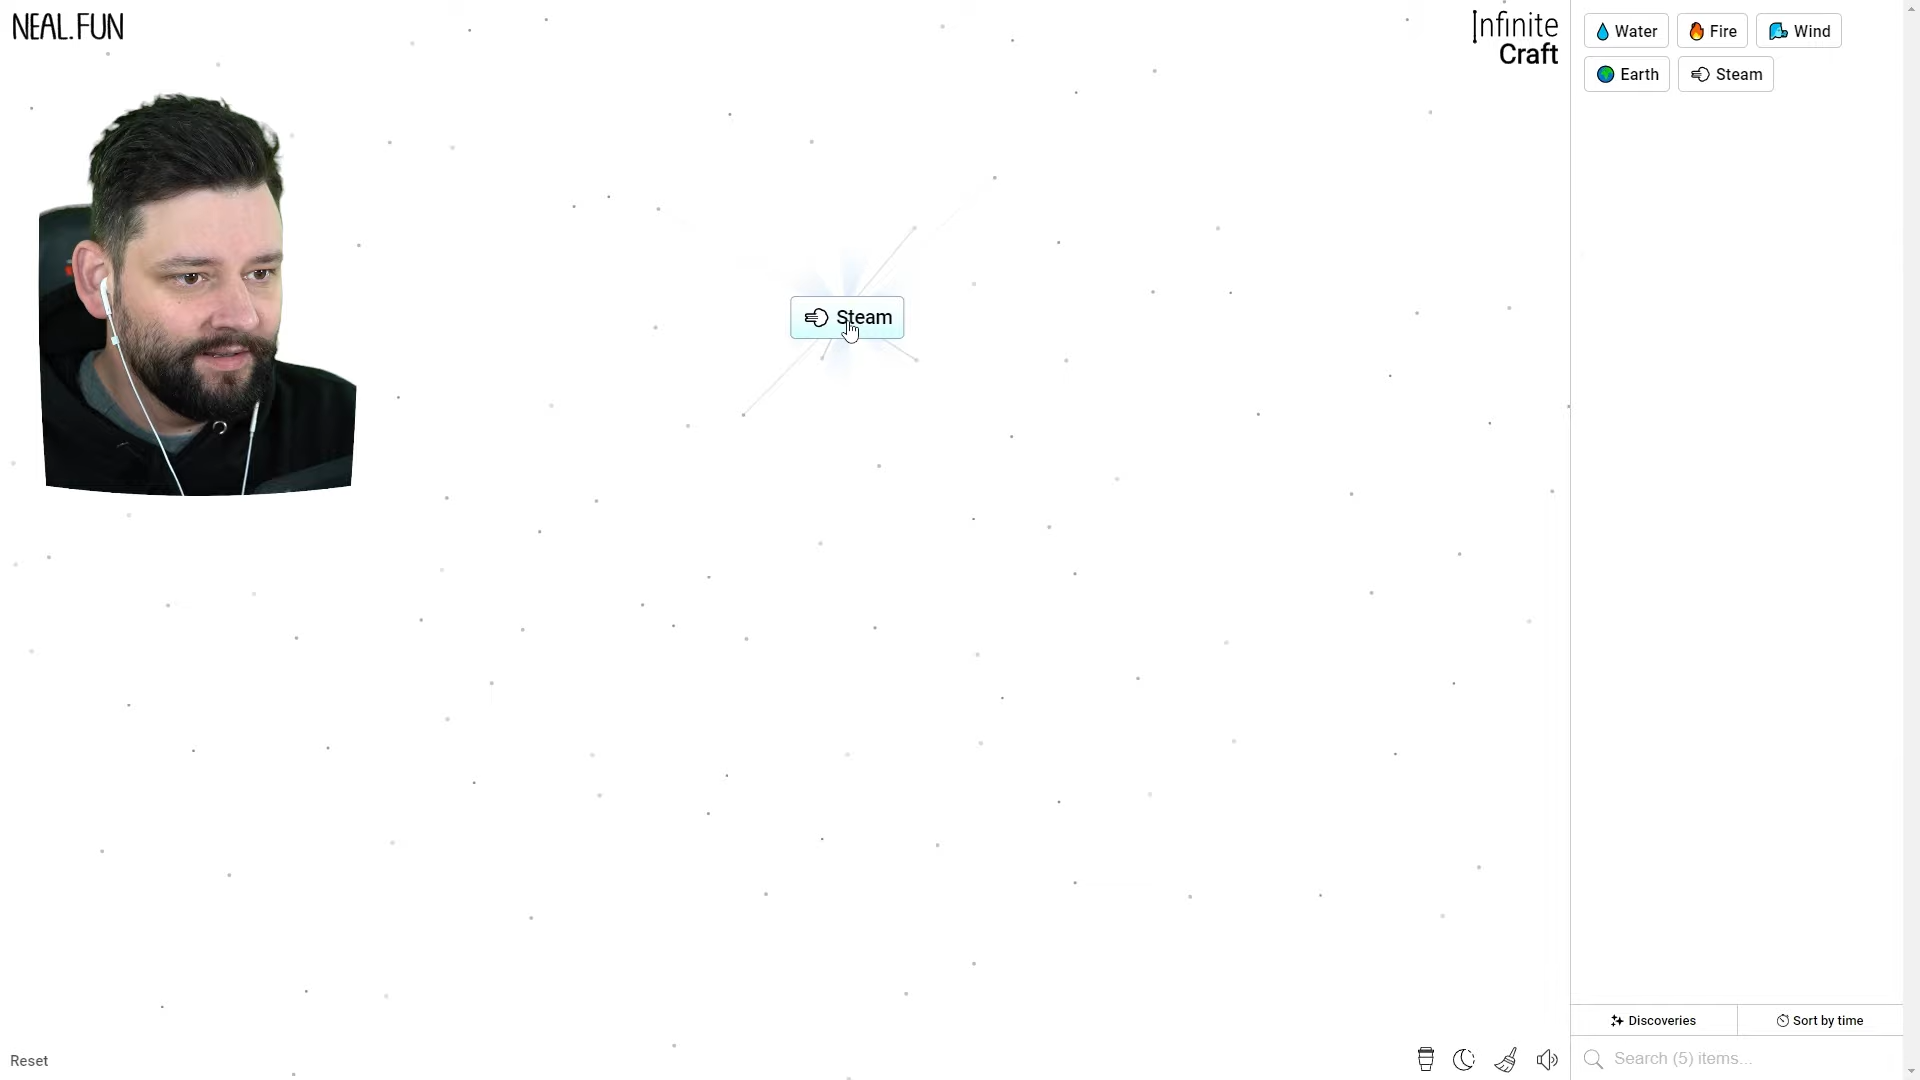 NEAL.FUN
Infinite
Craft
Water
Fire
Wind
Earth
Steam
Steam
Discoveries
Sort by time
Search (5) items...
Reset